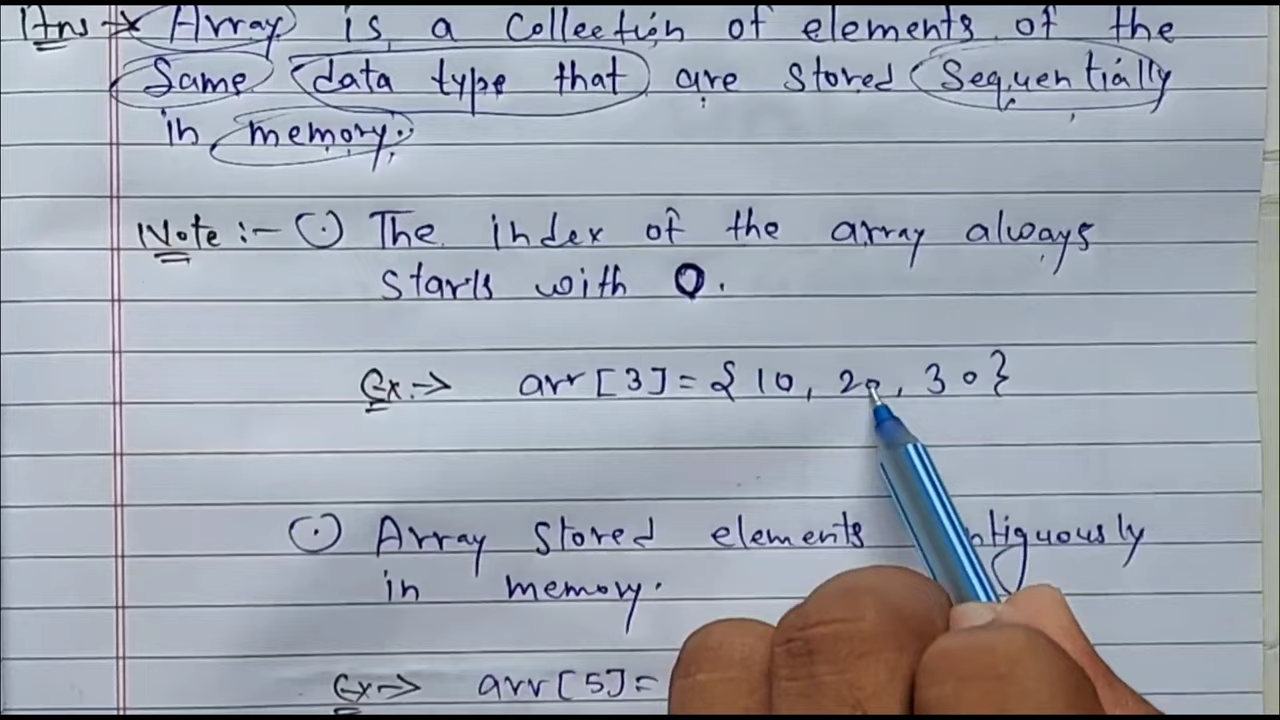 Ans → Array is a collection of elements of the
Same data type that are stored Sequentially
in memory.
Note :- ⊙ The index of the array always
starts with 0.
Ex.→ arr[3]={10, 20, 30}
⊙ Array stored elements
in memory.
Ex→ arr[5]=